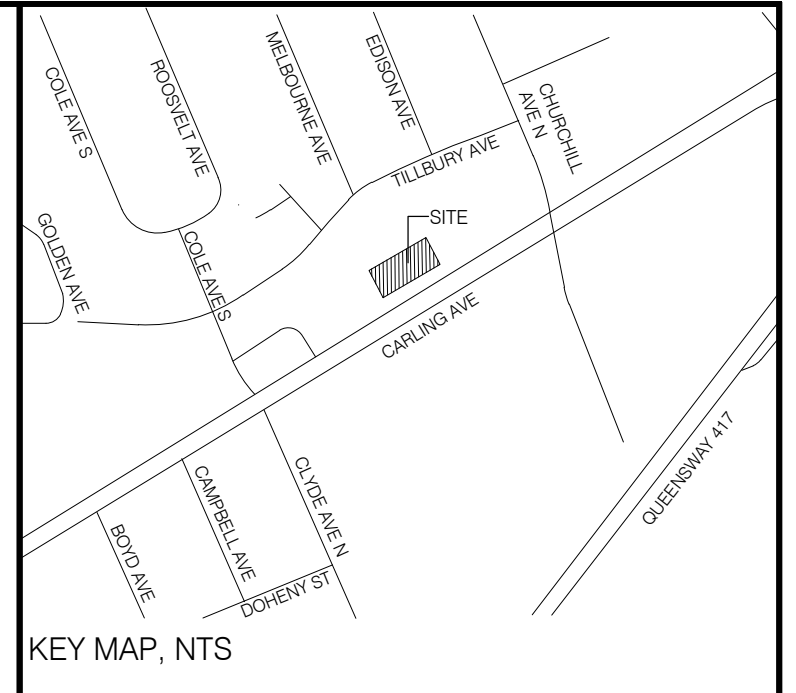 COLE AVE S
ROOSVELT AVE
MELBOURNE AVE
EDISON AVE
CHURCHILL
AVE N
TILLBURY AVE
GOLDEN AVE
COLE AVE S
SITE
CARLING AVE
QUEENSWAY 417
CLYDE AVE N
CAMPBELL AVE
BOYD AVE
DOHENY ST
KEY MAP, NTS